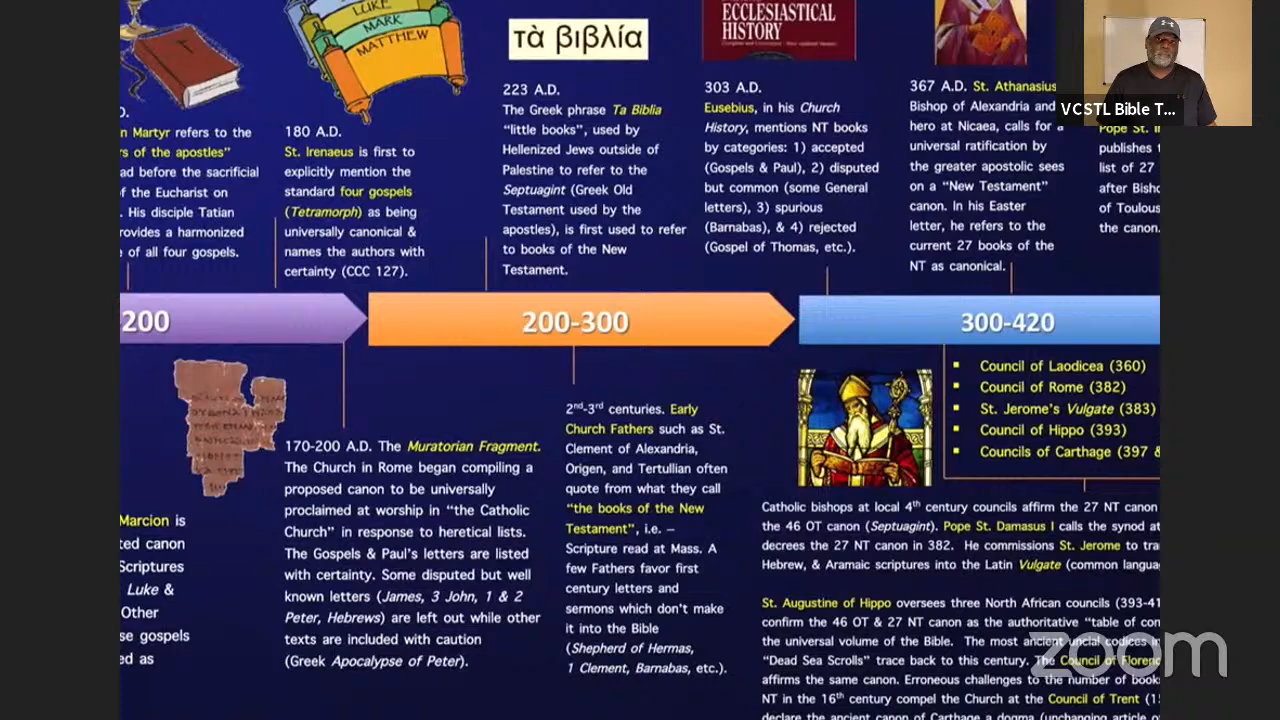 LUKE
MARK
MATTHEW
τὰ βιβλία
ECCLESIASTICAL
HISTORY
VCSTL Bible T...
n Martyr refers to the
s of the apostles”
ad before the sacrificial
f the Eucharist on
. His disciple Tatian
rovides a harmonized
of all four gospels.
180 A.D.
St. Irenaeus is first to
explicitly mention the
standard four gospels
(Tetramorph) as being
universally canonical &
names the authors with
certainty (CCC 127).
223 A.D.
The Greek phrase Ta Biblia
“little books”, used by
Hellenized Jews outside of
Palestine to refer to the
Septuagint (Greek Old
Testament used by the
apostles), is first used to refer
to books of the New
Testament.
303 A.D.
Eusebius, in his Church
History, mentions NT books
by categories: 1) accepted
(Gospels & Paul), 2) disputed
but common (some General
letters), 3) spurious
(Barnabas), & 4) rejected
(Gospel of Thomas, etc.).
367 A.D. St. Athanasius
Bishop of Alexandria and
hero at Nicaea, calls for a
universal ratification by
the greater apostolic sees
on a “New Testament”
canon. In his Easter
letter, he refers to the
current 27 books of the
NT as canonical.
Pope St. I
publishes t
list of 27
after Bisho
of Toulous
the canon.
200
200-300
300-420
Marcion is
ted canon
Scriptures
Luke &
Other
se gospels
ed as
170-200 A.D. The Muratorian Fragment.
The Church in Rome began compiling a
proposed canon to be universally
proclaimed at worship in “the Catholic
Church” in response to heretical lists.
The Gospels & Paul’s letters are listed
with certainty. Some disputed but well
known letters (James, 3 John, 1 & 2
Peter, Hebrews) are left out while other
texts are included with caution
(Greek Apocalypse of Peter).
2nd-3rd centuries. Early
Church Fathers such as St.
Clement of Alexandria,
Origen, and Tertullian often
quote from what they call
“the books of the New
Testament”, i.e. –
Scripture read at Mass. A
few Fathers favor first
century letters and
sermons which don’t make
it into the Bible
(Shepherd of Hermas,
1 Clement, Barnabas, etc.).
▪ Council of Laodicea (360)
▪ Council of Rome (382)
▪ St. Jerome’s Vulgate (383)
▪ Council of Hippo (393)
▪ Councils of Carthage (397 &
Catholic bishops at local 4th century councils affirm the 27 NT canon
the 46 OT canon (Septuagint). Pope St. Damasus I calls the synod at
decrees the 27 NT canon in 382. He commissions St. Jerome to tra
Hebrew, & Aramaic scriptures into the Latin Vulgate (common langua
St. Augustine of Hippo oversees three North African councils (393-41
confirm the 46 OT & 27 NT canon as the authoritative “table of con
the universal volume of the Bible. The most ancient uncial codices in
“Dead Sea Scrolls” trace back to this century. The Council of Florenc
affirms the same canon. Erroneous challenges to the number of book
NT in the 16th century compel the Church at the Council of Trent (15
declare the ancient canon of Carthage a dogma (unchanging article o
zoom